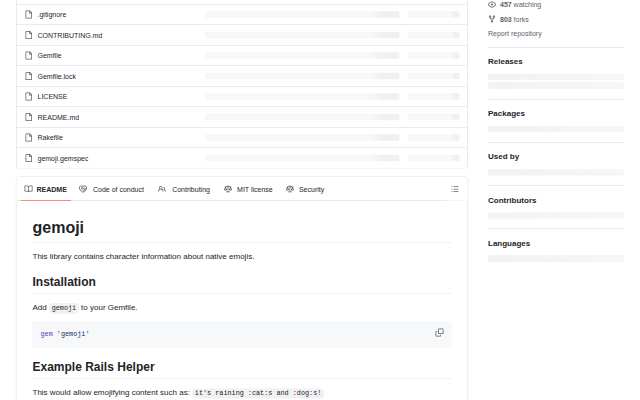 .gitignore
CONTRIBUTING.md
Gemfile
Gemfile.lock
LICENSE
README.md
Rakefile
gemoji.gemspec
README Code of conduct Contributing MIT license Security
gemoji
This library contains character information about native emojis.
Installation
Add gemoji to your Gemfile.
gem 'gemoji'
Example Rails Helper
This would allow emojifying content such as: it's raining :cat:s and :dog:s!
457 watching
803 forks
Report repository
Releases
Packages
Used by
Contributors
Languages